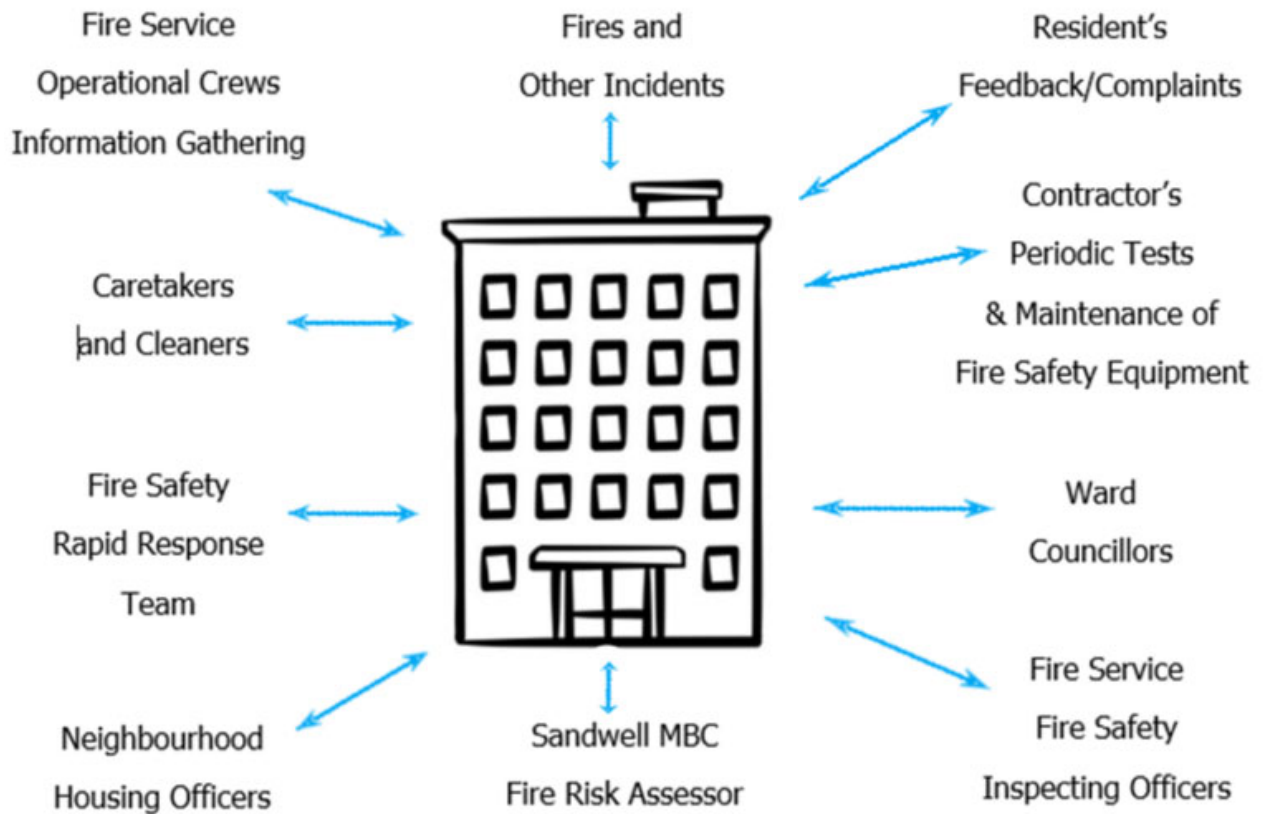 Fire Service
Operational Crews
Information Gathering
Fires and
Other Incidents
Resident's
Feedback/Complaints
Contractor's
Periodic Tests
& Maintenance of
Fire Safety Equipment
Caretakers
and Cleaners
Fire Safety
Rapid Response
Team
Ward
Councillors
Neighbourhood
Housing Officers
Sandwell MBC
Fire Risk Assessor
Fire Service
Fire Safety
Inspecting Officers